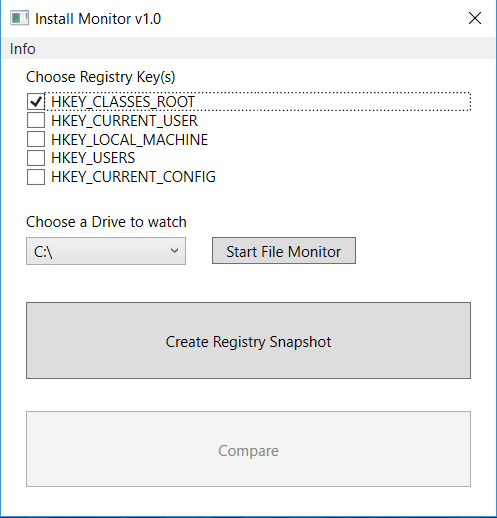 Install Monitor v1.0
Info
Choose Registry Key(s)
HKEY_CLASSES_ROOT
HKEY_CURRENT_USER
HKEY_LOCAL_MACHINE
HKEY_USERS
HKEY_CURRENT_CONFIG
Choose a Drive to watch
C:\ Start File Monitor
Create Registry Snapshot
Compare